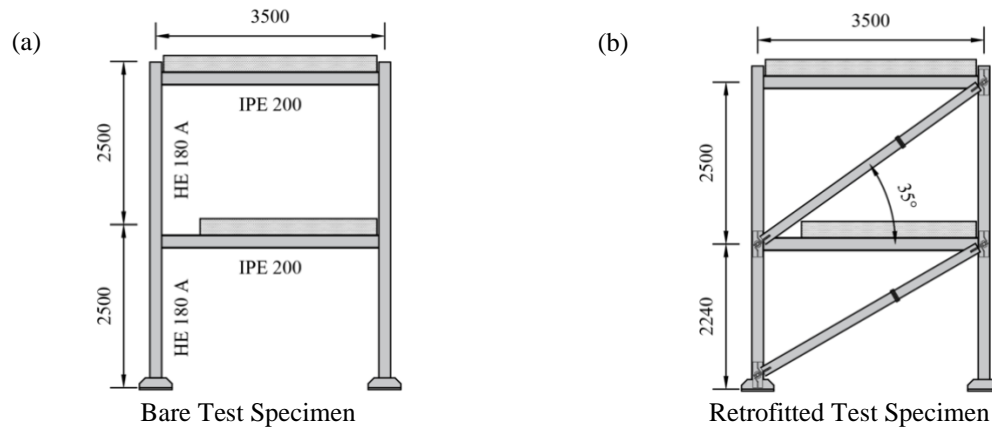 (a)
3500
IPE 200
2500
HE 180 A
IPE 200
2500
HE 180 A
Bare Test Specimen
(b)
3500
2500
35°
2240
Retrofitted Test Specimen